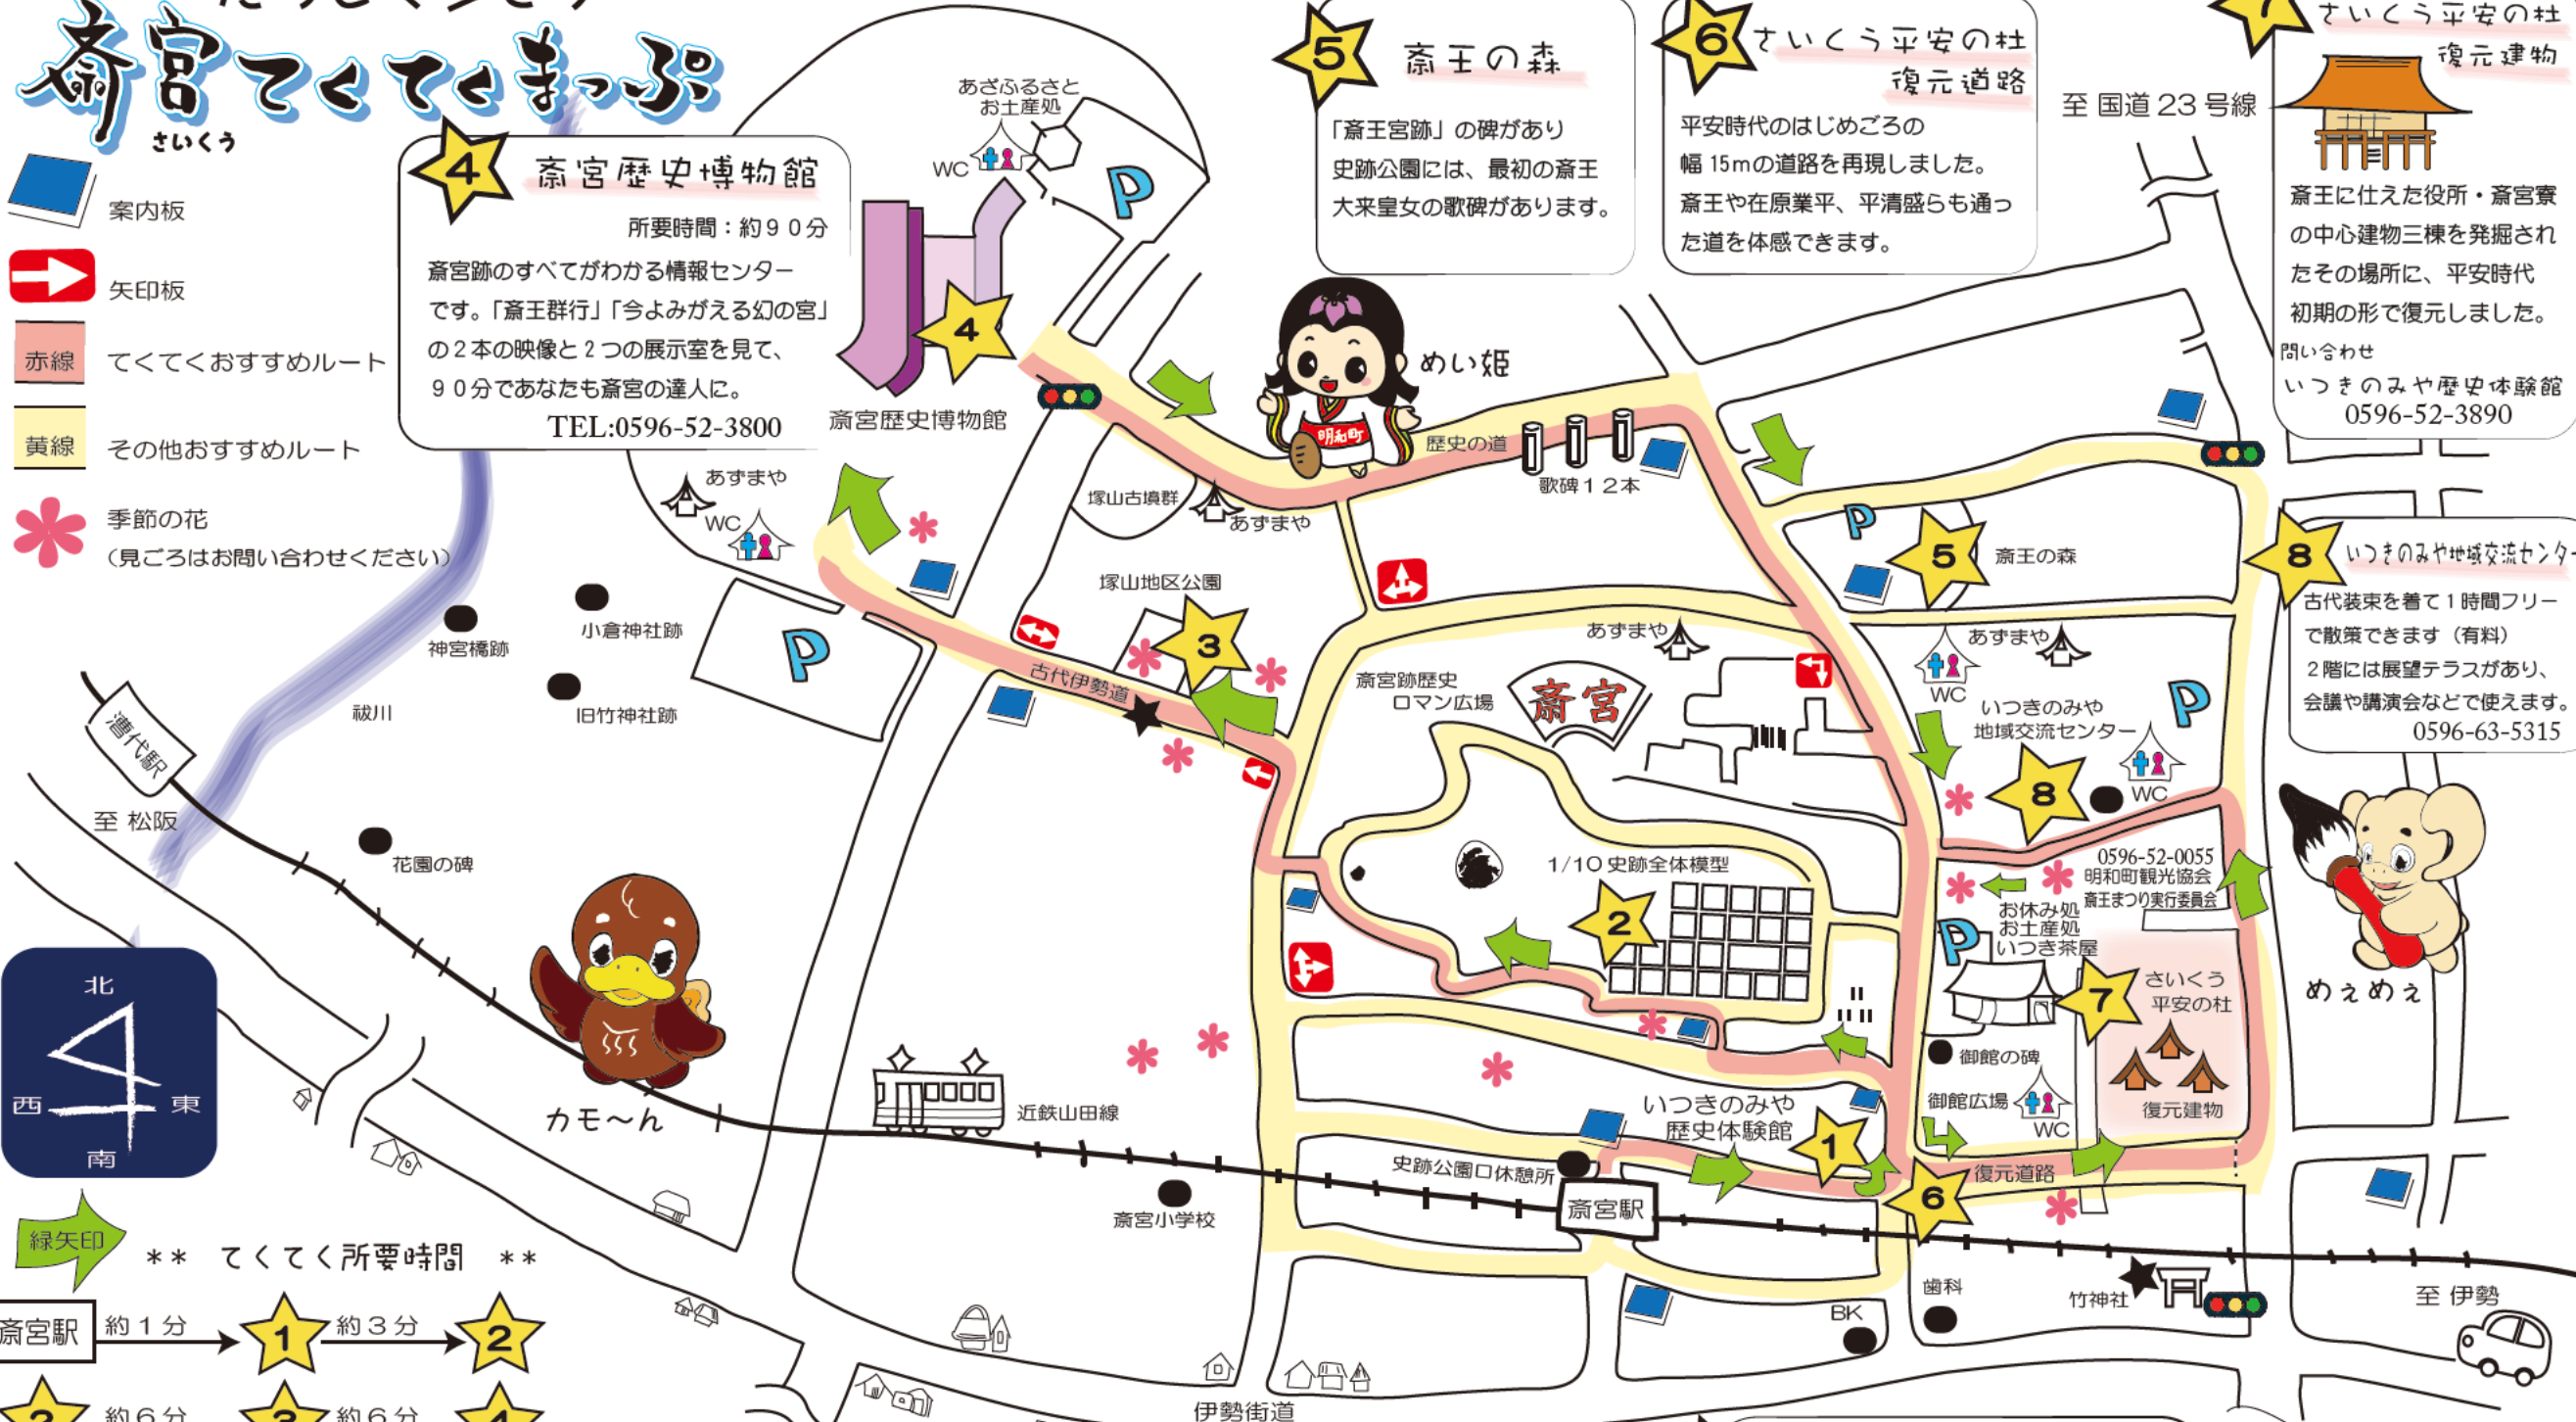 斎宮てくてくまっぷ
さいくう
案内板
矢印板
赤線
てくてくおすすめルート
黄線
その他おすすめルート
季節の花
(見ごろはお問い合わせください)
4
斎宮歴史博物館
所要時間：約90分
斎宮跡のすべてがわかる情報センター
です。「斎王群行」「今よみがえる幻の宮」
の2本の映像と2つの展示室を見て、
90分であなたも斎宮の達人に。
TEL:0596-52-3800
5
斎王の森
「斎王宮跡」の碑があり
史跡公園には、最初の斎王
大来皇女の歌碑があります。
6
さいくう平安の杜
復元道路
平安時代のはじめごろの
幅15mの道路を再現しました。
斎王や在原業平、平清盛らも通っ
た道を体感できます。
至 国道23号線
7
さいくう平安の杜
復元建物
斎王に仕えた役所・斎宮寮
の中心建物三棟を発掘され
たその場所に、平安時代
初期の形で復元しました。
問い合わせ
いつきのみや歴史体験館
0596-52-3890
8
いつきのみや地域交流センター
古代装束を着て1時間フリー
で散策できます（有料）
2階には展望テラスがあり、
会議や講演会などで使えます。
0596-63-5315
あざふるさと
お土産処
WC
P
4
斎宮歴史博物館
めい姫
明和町
歴史の道
歌碑12本
塚山古墳群
あずまや
あずまや
WC
P
5
斎王の森
塚山地区公園
3
小倉神社跡
神宮橋跡
旧竹神社跡
祓川
P
古代伊勢道
漕代駅
至 松阪
花園の碑
斎宮跡歴史
ロマン広場
斎宮
あずまや
WC
あずまや
P
いつきのみや
地域交流センター
8
WC
1/10史跡全体模型
2
0596-52-0055
明和町観光協会
斎王まつり実行委員会
お休み処
お土産処
いつき茶屋
P
7
さいくう
平安の杜
復元建物
めぇめぇ
御館の碑
御館広場
WC
北
西
東
南
カモ～ん
近鉄山田線
いつきのみや
歴史体験館
1
史跡公園口休憩所
斎宮駅
6
復元道路
斎宮小学校
歯科
BK
竹神社
至 伊勢
伊勢街道
緑矢印
** てくてく所要時間 **
斎宮駅
約1分
1
約3分
2
約6分
3
約6分
4